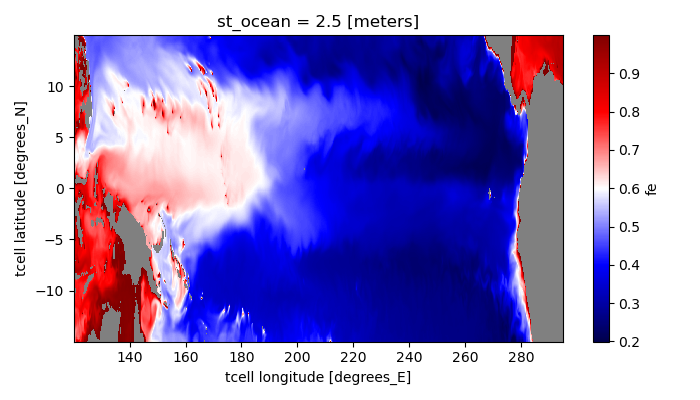 st_ocean = 2.5 [meters]
tcell latitude [degrees_N]
10
5
0
−5
−10
140 160 180 200 220 240 260 280
tcell longitude [degrees_E]
0.9
0.8
0.7
0.6
0.5
0.4
0.3
0.2
fe